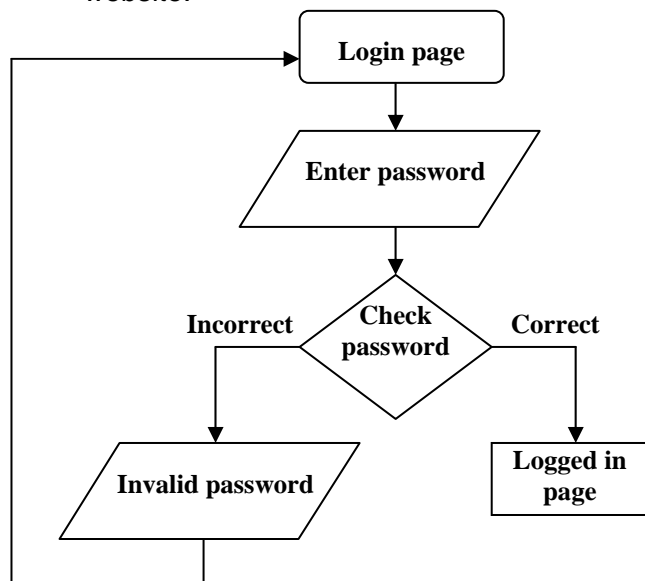 Login page
Enter password
Check
password
Incorrect
Correct
Invalid password
Logged in
page